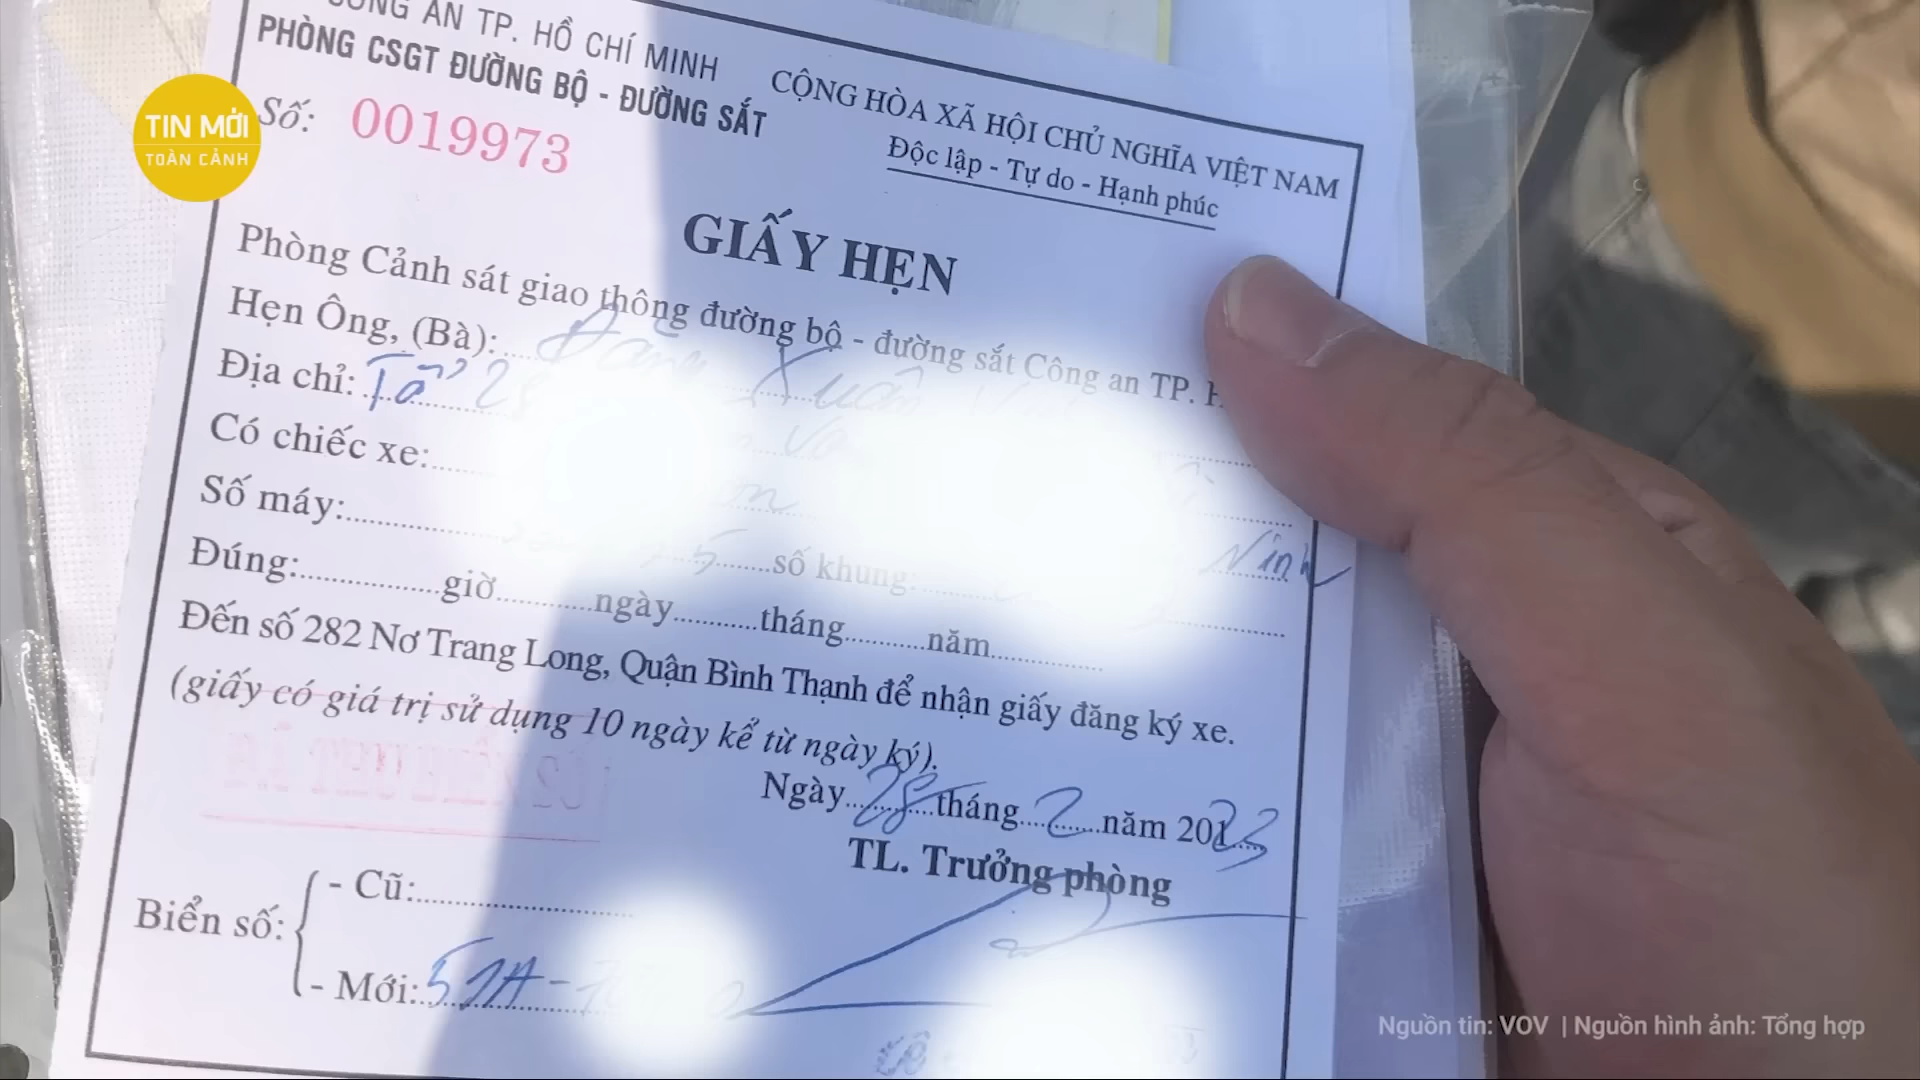 CÔNG AN TP. HỒ CHÍ MINH
PHÒNG CSGT ĐƯỜNG BỘ - ĐƯỜNG SẮT
Số: 0019973
CỘNG HÒA XÃ HỘI CHỦ NGHĨA VIỆT NAM
Độc lập - Tự do - Hạnh phúc
TIN MỚI
TOÀN CẢNH
GIẤY HẸN
Phòng Cảnh sát giao thông đường bộ - đường sắt Công an TP. H
Hẹn Ông, (Bà): Xuân
Địa chỉ: Tổ 28
Có chiếc xe:
Ninh
Số máy: số khung:
Đúng: giờ ngày tháng năm
Đến số 282 Nơ Trang Long, Quận Bình Thạnh để nhận giấy đăng ký xe.
(giấy có giá trị sử dụng 10 ngày kể từ ngày ký).
Ngày 28 tháng 2 năm 2023
TL. Trưởng phòng
Biển số: - Cũ:
- Mới: 51A-
Nguồn tin: VOV | Nguồn hình ảnh: Tổng hợp